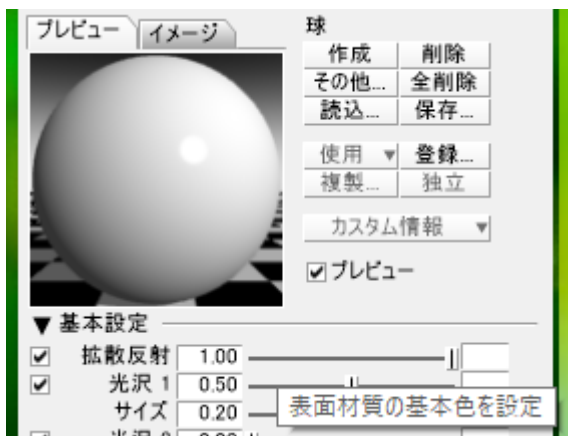 プレビュー イメージ
球
作成 削除
その他... 全削除
読込... 保存...
使用 登録...
複製... 独立
カスタム情報
プレビュー
基本設定
拡散反射 1.00
光沢 1 0.50
サイズ 0.20
表面材質の基本色を設定